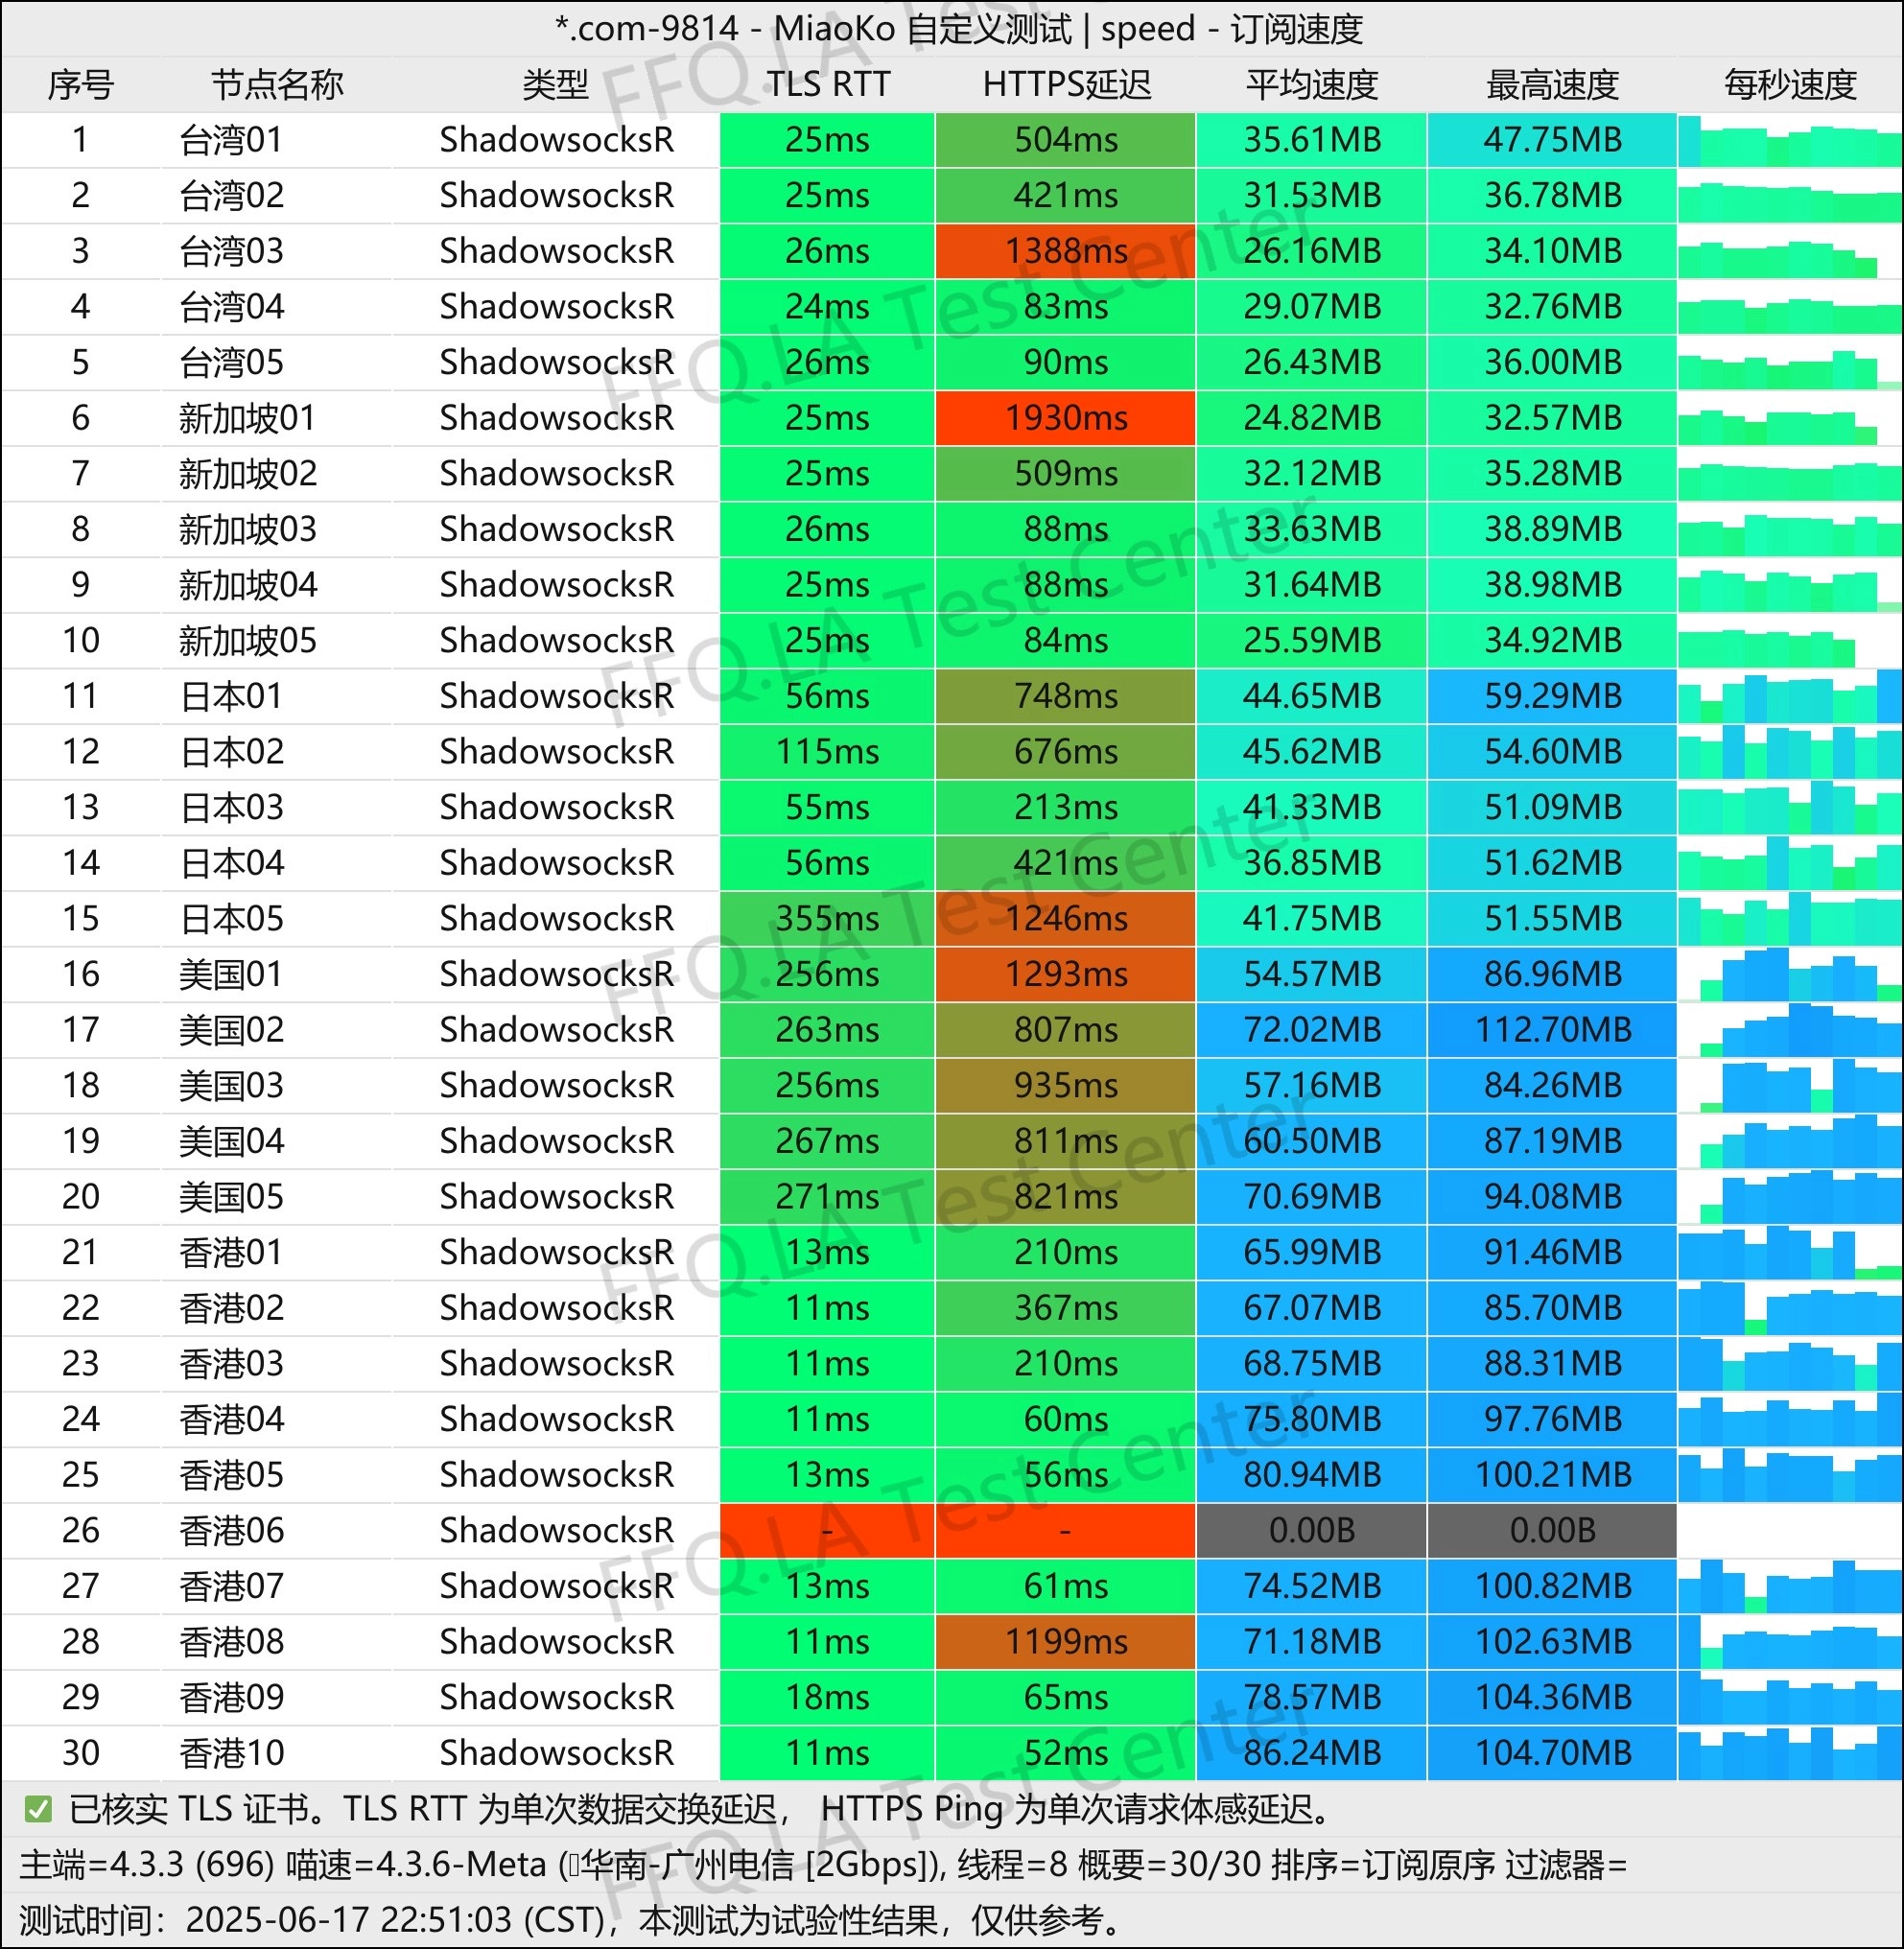 *.com-9814 - MiaoKo 自定义测试 | speed - 订阅速度
序号 节点名称 类型 TLS RTT HTTPS延迟 平均速度 最高速度 每秒速度
1 台湾01 ShadowsocksR 25ms 504ms 35.61MB 47.75MB
2 台湾02 ShadowsocksR 25ms 421ms 31.53MB 36.78MB
3 台湾03 ShadowsocksR 26ms 1388ms 26.16MB 34.10MB
4 台湾04 ShadowsocksR 24ms 83ms 29.07MB 32.76MB
5 台湾05 ShadowsocksR 26ms 90ms 26.43MB 36.00MB
6 新加坡01 ShadowsocksR 25ms 1930ms 24.82MB 32.57MB
7 新加坡02 ShadowsocksR 25ms 509ms 32.12MB 35.28MB
8 新加坡03 ShadowsocksR 26ms 88ms 33.63MB 38.89MB
9 新加坡04 ShadowsocksR 25ms 88ms 31.64MB 38.98MB
10 新加坡05 ShadowsocksR 25ms 84ms 25.59MB 34.92MB
11 日本01 ShadowsocksR 56ms 748ms 44.65MB 59.29MB
12 日本02 ShadowsocksR 115ms 676ms 45.62MB 54.60MB
13 日本03 ShadowsocksR 55ms 213ms 41.33MB 51.09MB
14 日本04 ShadowsocksR 56ms 421ms 36.85MB 51.62MB
15 日本05 ShadowsocksR 355ms 1246ms 41.75MB 51.55MB
16 美国01 ShadowsocksR 256ms 1293ms 54.57MB 86.96MB
17 美国02 ShadowsocksR 263ms 807ms 72.02MB 112.70MB
18 美国03 ShadowsocksR 256ms 935ms 57.16MB 84.26MB
19 美国04 ShadowsocksR 267ms 811ms 60.50MB 87.19MB
20 美国05 ShadowsocksR 271ms 821ms 70.69MB 94.08MB
21 香港01 ShadowsocksR 13ms 210ms 65.99MB 91.46MB
22 香港02 ShadowsocksR 11ms 367ms 67.07MB 85.70MB
23 香港03 ShadowsocksR 11ms 210ms 68.75MB 88.31MB
24 香港04 ShadowsocksR 11ms 60ms 75.80MB 97.76MB
25 香港05 ShadowsocksR 13ms 56ms 80.94MB 100.21MB
26 香港06 ShadowsocksR - - 0.00B 0.00B
27 香港07 ShadowsocksR 13ms 61ms 74.52MB 100.82MB
28 香港08 ShadowsocksR 11ms 1199ms 71.18MB 102.63MB
29 香港09 ShadowsocksR 18ms 65ms 78.57MB 104.36MB
30 香港10 ShadowsocksR 11ms 52ms 86.24MB 104.70MB
✅ 已核实 TLS 证书。TLS RTT 为单次数据交换延迟， HTTPS Ping 为单次请求体感延迟。
主端=4.3.3 (696) 喵速=4.3.6-Meta (华南-广州电信 [2Gbps]), 线程=8 概要=30/30 排序=订阅原序 过滤器=
测试时间：2025-06-17 22:51:03 (CST)，本测试为试验性结果，仅供参考。
FFQ.LA Test Center
FFQ.LA Test Center
FFQ.LA Test Center
FFQ.LA Test Center
FFQ.LA Test Center
FFQ.LA Test Center
FFQ.LA Test Center